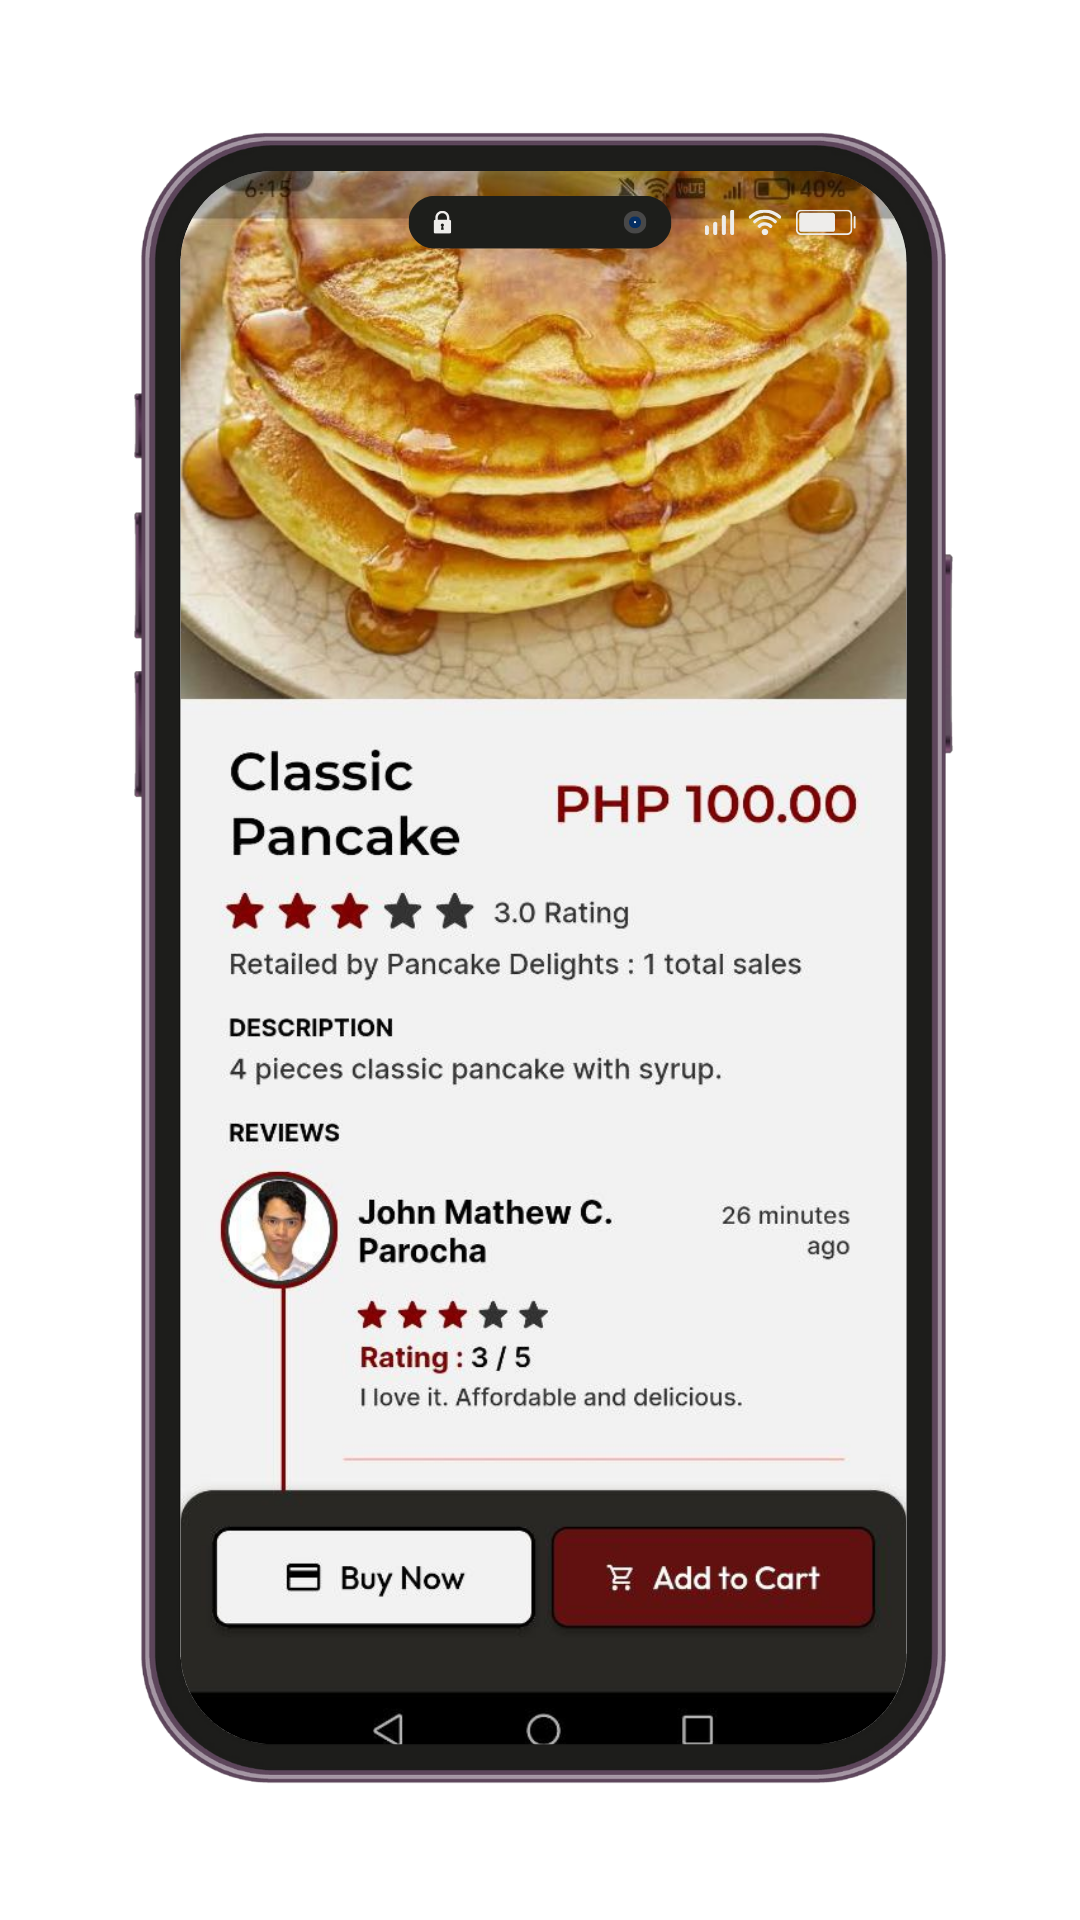 6:15
VoLTE
40%
Classic
Pancake
PHP 100.00
3.0 Rating
Retailed by Pancake Delights : 1 total sales
DESCRIPTION
4 pieces classic pancake with syrup.
REVIEWS
John Mathew C.
Parocha
26 minutes
ago
Rating : 3 / 5
I love it. Affordable and delicious.
Buy Now
Add to Cart